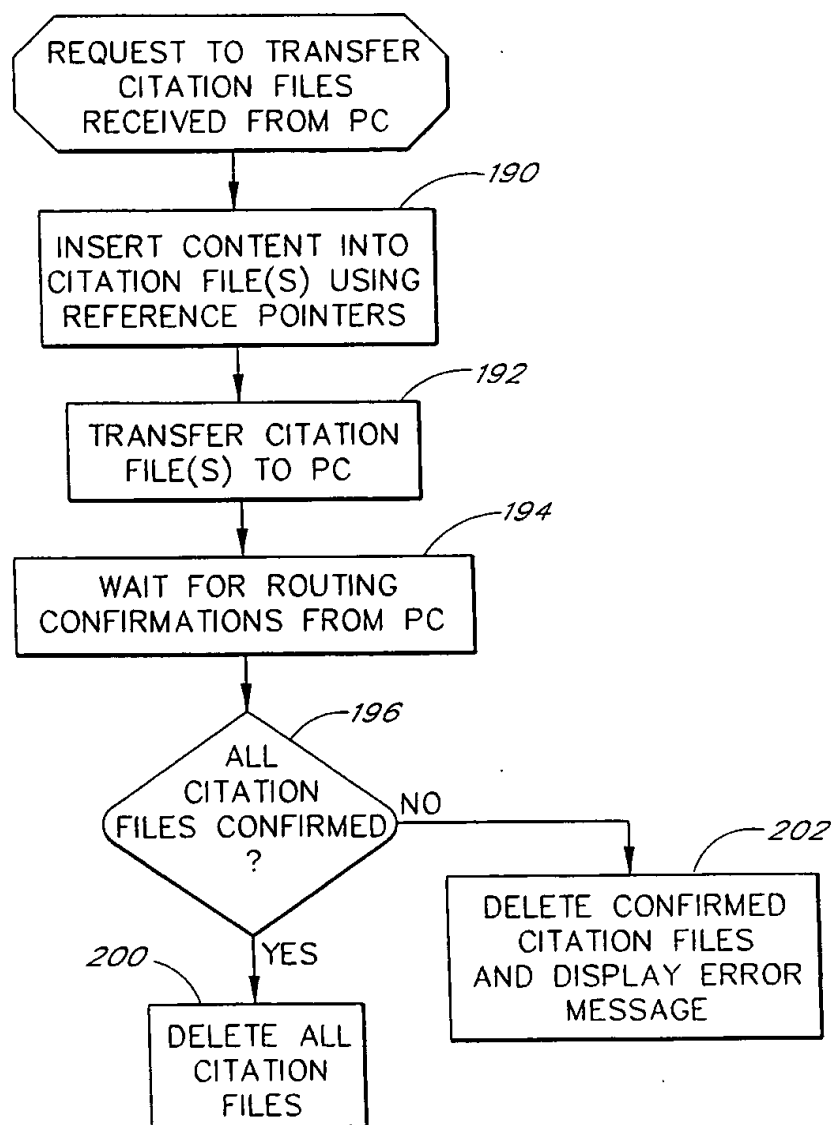 REQUEST TO TRANSFER
CITATION FILES
RECEIVED FROM PC
190
INSERT CONTENT INTO
CITATION FILE(S) USING
REFERENCE POINTERS
192
TRANSFER CITATION
FILE(S) TO PC
194
WAIT FOR ROUTING
CONFIRMATIONS FROM PC
196
ALL
CITATION
FILES CONFIRMED
?
NO
202
DELETE CONFIRMED
CITATION FILES
AND DISPLAY ERROR
MESSAGE
YES
200
DELETE ALL
CITATION
FILES